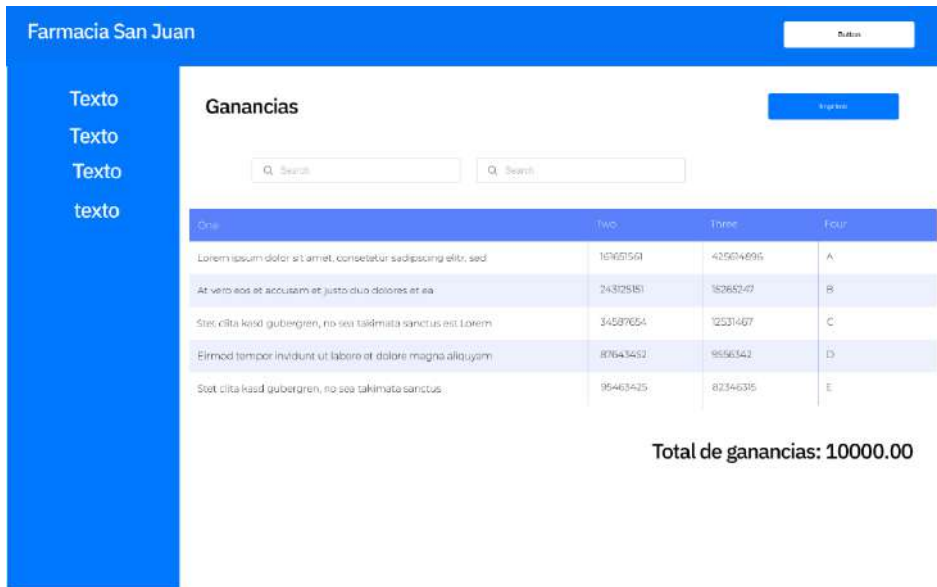 Farmacia San Juan
Button
Texto
Texto
Texto
texto
Ganancias
Imprimir
Search
Search
One Two Three Four
Lorem ipsum dolor sit amet, consetetur sadipscing elitr, sed 161651561 425614896 A
At vero eos et accusam et justo duo dolores et ea 243125151 15265247 B
Stet clita kasd gubergren, no sea takimata sanctus est Lorem 34587654 12531467 C
Eirmod tempor invidunt ut labore et dolore magna aliquyam 87643452 9556342 D
Stet clita kasd gubergren, no sea takimata sanctus 95463425 82346315 E
Total de ganancias: 10000.00